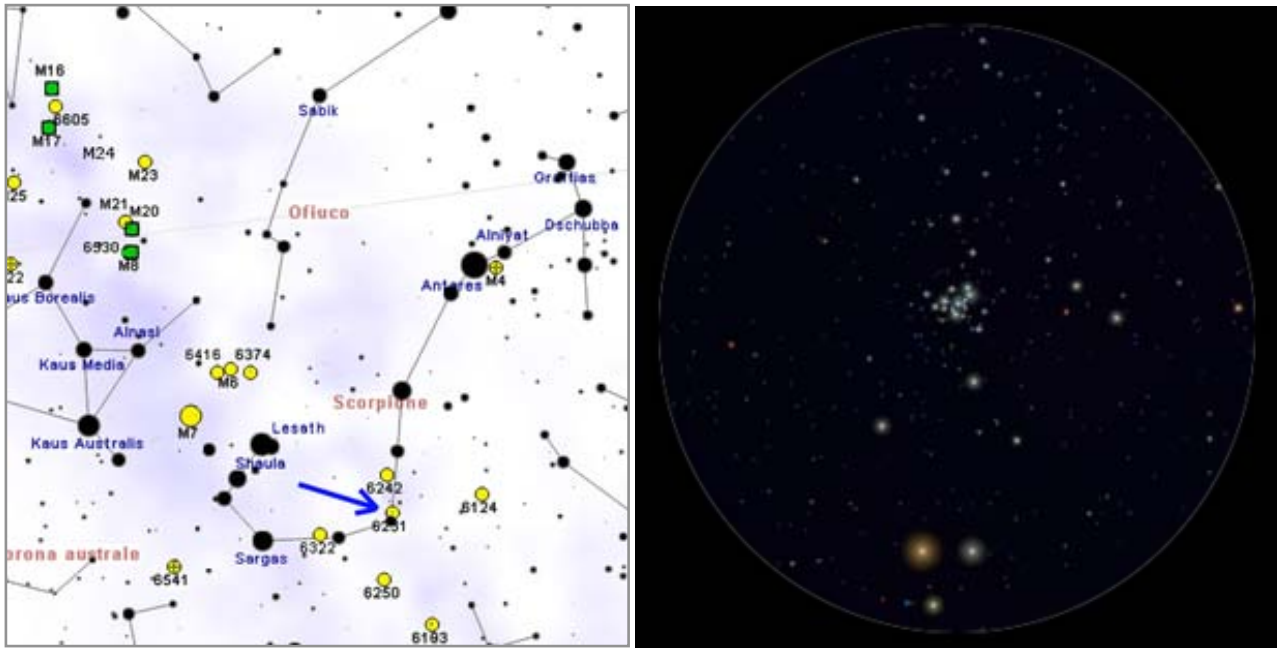 M16
6605
M17
M24
M23
25
M21
M20
6530
M8
22
aus Borealis
Sabik
Graffias
Ofiuco
Dschubba
Alniyat
M4
Antares
Alnasl
Kaus Media
6416
6374
M6
Scorpione
M7
Lesath
Kaus Australis
Shaula
6242
6124
6231
6322
Sargas
orona australe
6541
6250
6193